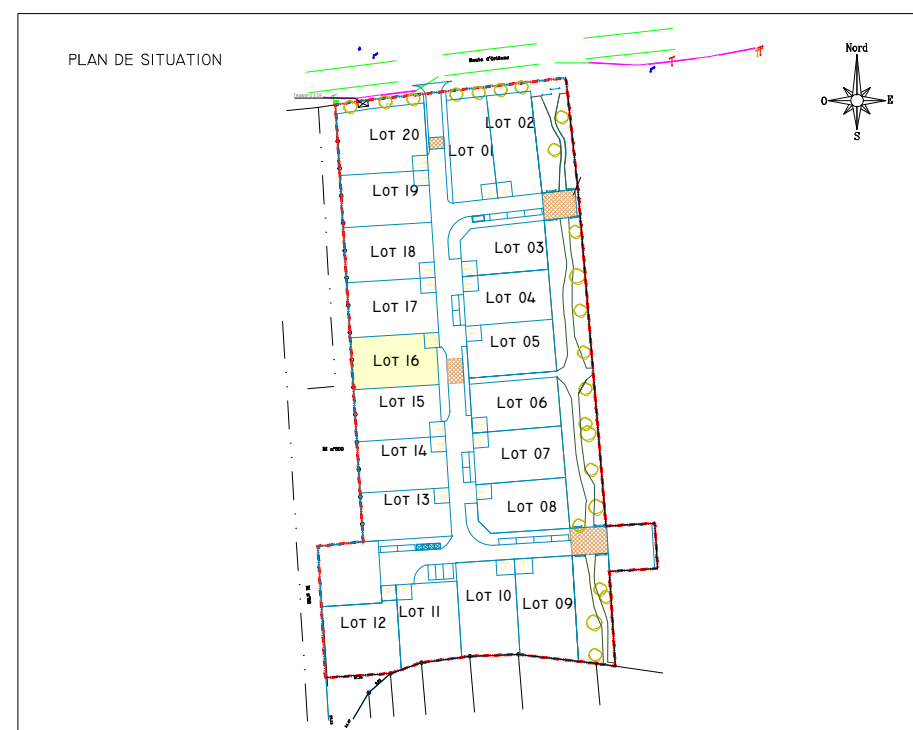 PLAN DE SITUATION
Nord
O
E
S
Route d'Orléans
Lot 20
Lot 01
Lot 02
Lot 19
Lot 18
Lot 03
Lot 17
Lot 04
Lot 16
Lot 05
Lot 15
Lot 06
Lot 14
Lot 07
Lot 13
Lot 08
Lot 12
Lot 11
Lot 10
Lot 09